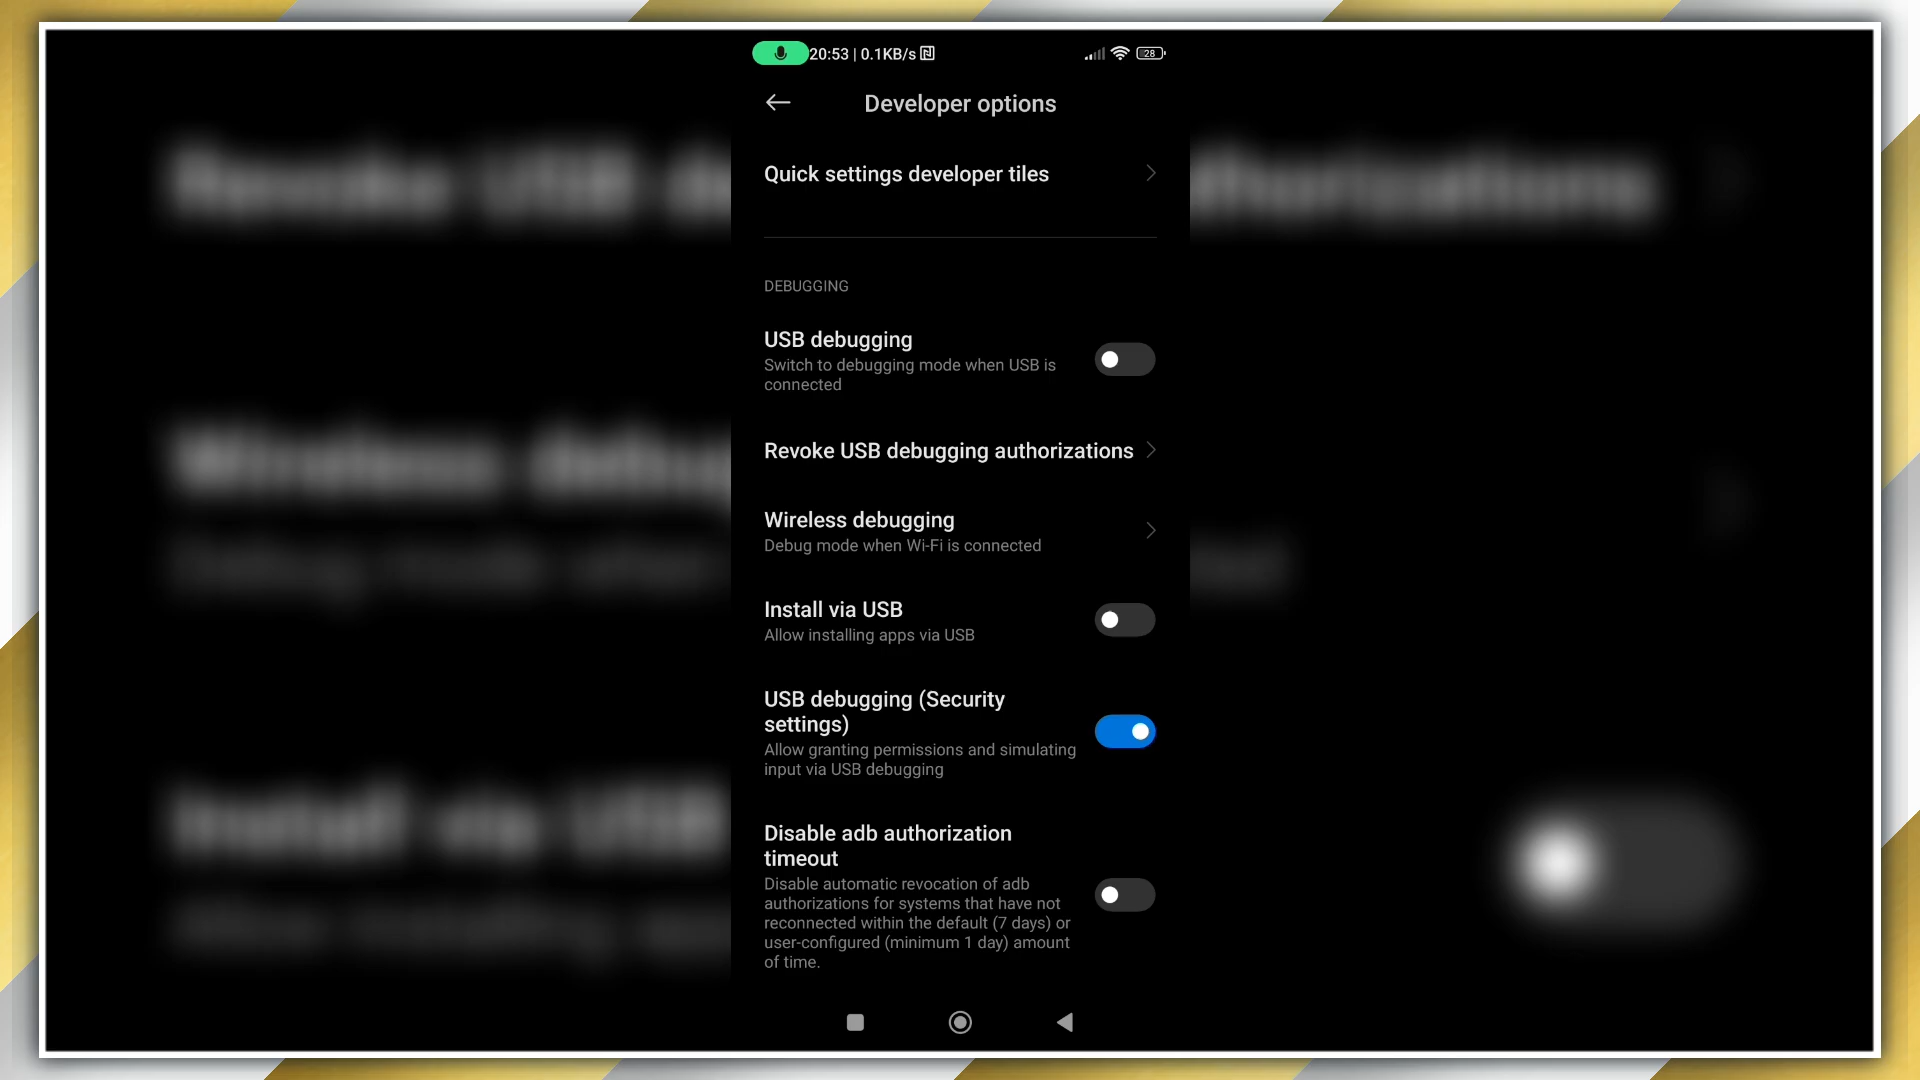 20:53 | 0.1KB/s
28
Developer options
Quick settings developer tiles
DEBUGGING
USB debugging
Switch to debugging mode when USB is
connected
Revoke USB debugging authorizations
Wireless debugging
Debug mode when Wi-Fi is connected
Install via USB
Allow installing apps via USB
USB debugging (Security
settings)
Allow granting permissions and simulating
input via USB debugging
Disable adb authorization
timeout
Disable automatic revocation of adb
authorizations for systems that have not
reconnected within the default (7 days) or
user-configured (minimum 1 day) amount
of time.